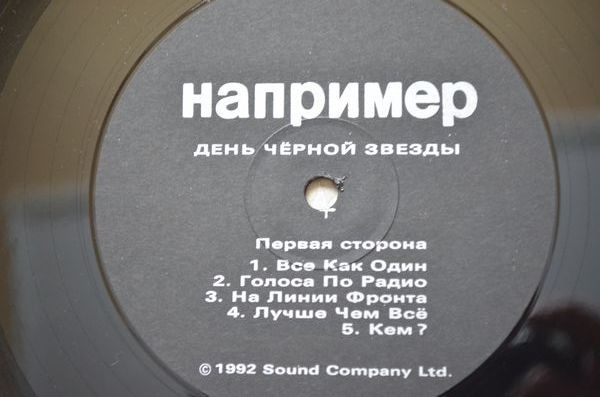 например
ДЕНЬ ЧЁРНОЙ ЗВЕЗДЫ
Первая сторона
1. Все Как Один
2. Голоса По Радио
3. На Линии Фронта
4. Лучше Чем Всё
5. Кем?
©1992 Sound Company Ltd.